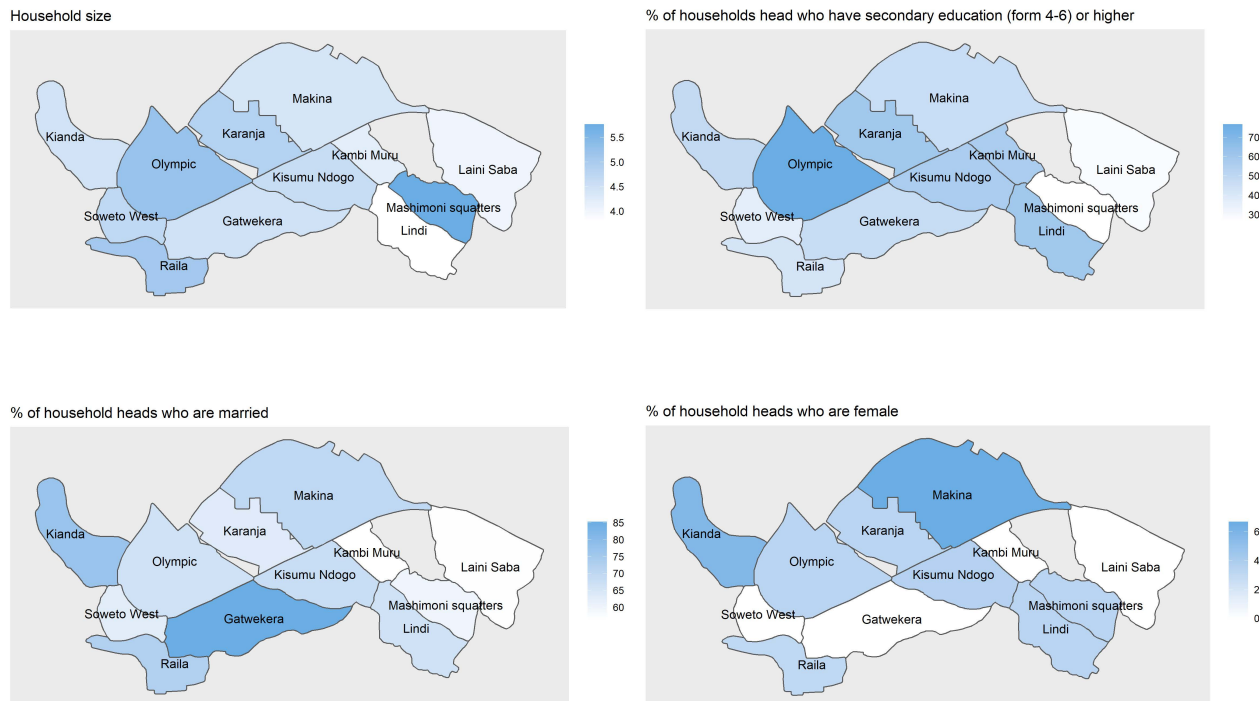 Household size
Makina
Kianda
Karanja
Olympic
Kambi Muru
Laini Saba
Kisumu Ndogo
Soweto West
Gatwekera
Mashimoni squatters
Lindi
Raila
5.5
5.0
4.5
4.0
% of households head who have secondary education (form 4-6) or higher
Makina
Kianda
Karanja
Olympic
Kambi Muru
Laini Saba
Kisumu Ndogo
Soweto West
Gatwekera
Mashimoni squatters
Lindi
Raila
70
60
50
40
30
% of household heads who are married
Makina
Kianda
Karanja
Olympic
Kambi Muru
Laini Saba
Kisumu Ndogo
Soweto West
Gatwekera
Mashimoni squatters
Lindi
Raila
85
80
75
70
65
60
% of household heads who are female
Makina
Kianda
Karanja
Olympic
Kambi Muru
Laini Saba
Kisumu Ndogo
Soweto West
Gatwekera
Mashimoni squatters
Lindi
Raila
6
4
2
0